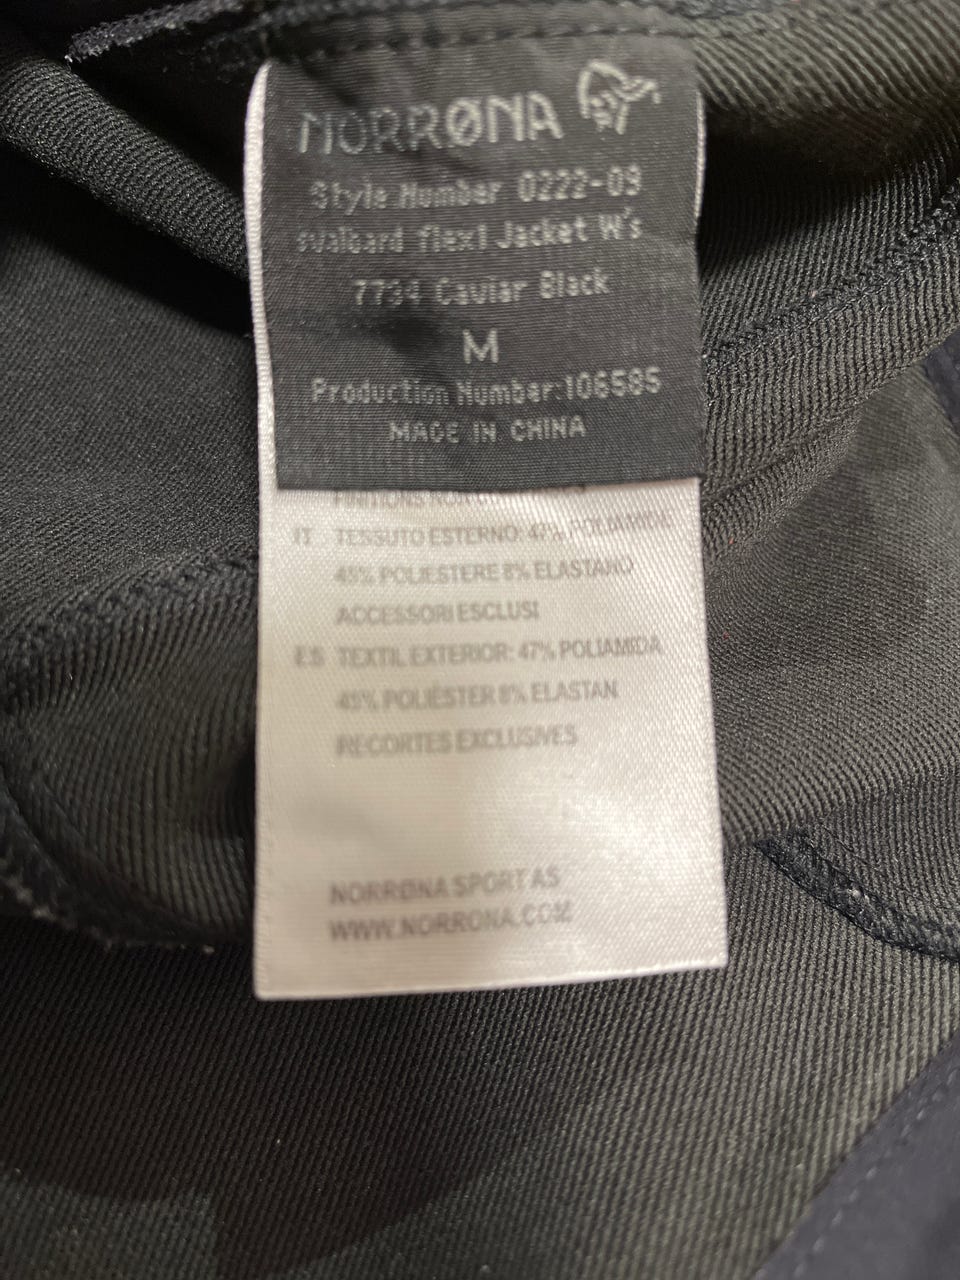 NORRØNA
Style Number 0222-09
svalbard flex1 Jacket W's
7734 Caviar Black
M
Production Number:106585
MADE IN CHINA
IT TESSUTO ESTERNO: 47% POLIAMIDE
45% POLIESTERE 8% ELASTANO
ACCESSORI ESCLUSI
ES TEXTIL EXTERIOR: 47% POLIAMIDA
45% POLIÉSTER 8% ELASTAN
RECORTES EXCLUSIVES
NORRØNA SPORT AS
WWW.NORRONA.COM